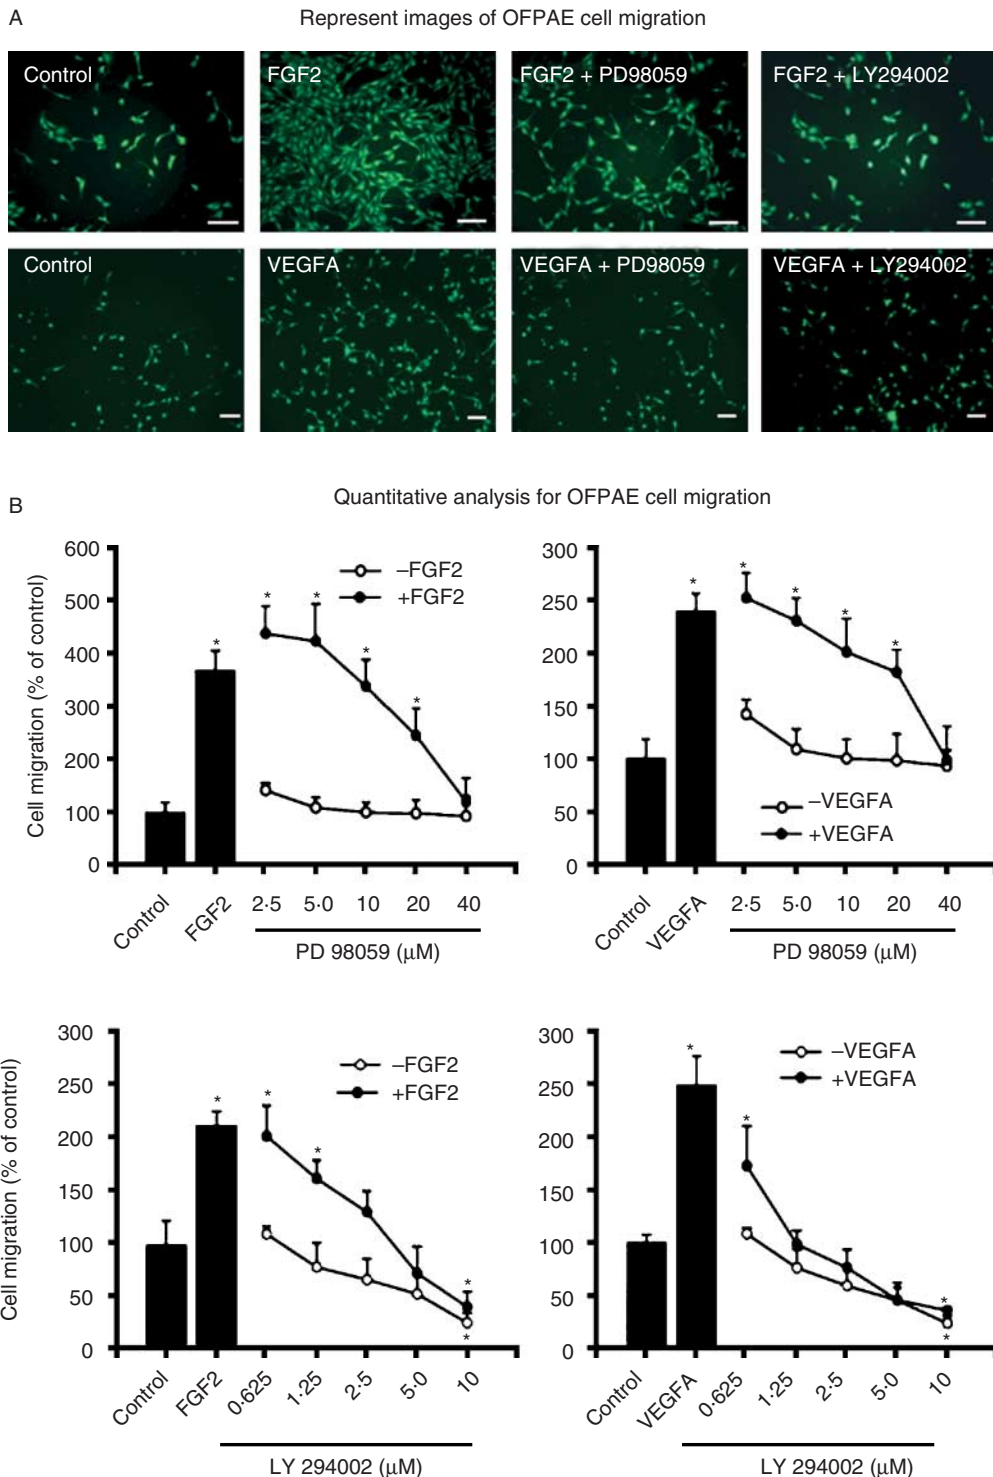 A
Represent images of OFPAE cell migration
Control
FGF2
FGF2 + PD98059
FGF2 + LY294002
Control
VEGFA
VEGFA + PD98059
VEGFA + LY294002
B
Quantitative analysis for OFPAE cell migration
Cell migration (% of control)
600
500
400
300
200
100
0
–FGF2
+FGF2
* * * * *
Control
FGF2
2·5 5·0 10 20 40
PD 98059 (µM)
300
250
200
150
100
50
0
–VEGFA
+VEGFA
* * * * *
Control
VEGFA
2·5 5·0 10 20 40
PD 98059 (µM)
Cell migration (% of control)
300
250
200
150
100
50
0
–FGF2
+FGF2
* * * * *
Control
FGF2
0·625
1·25
2·5
5·0
10
LY 294002 (µM)
300
250
200
150
100
50
0
–VEGFA
+VEGFA
* * * *
Control
VEGFA
0·625
1·25
2·5
5·0
10
LY 294002 (µM)